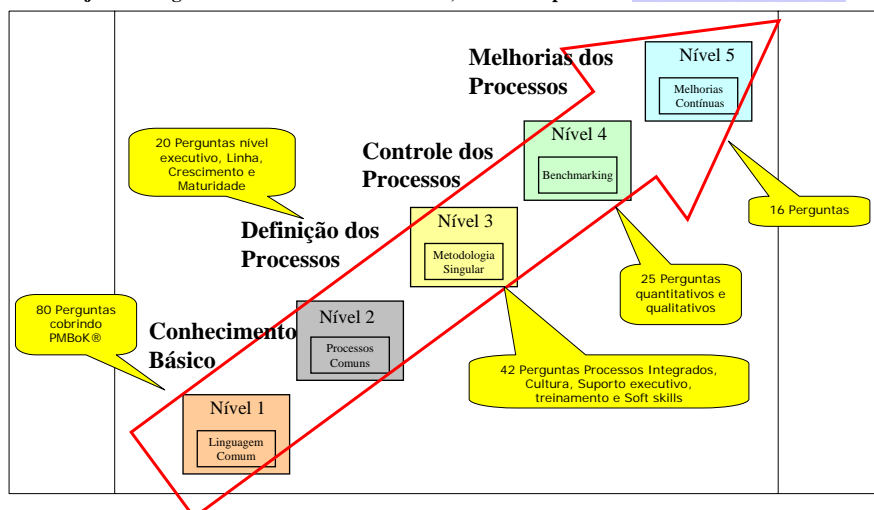 Melhorias dos
Processos
Nível 5
Melhorias
Contínuas
20 Perguntas nível
executivo, Linha,
Crescimento e
Maturidade
Controle dos
Processos
Nível 4
Benchmarking
16 Perguntas
Definição dos
Processos
Nível 3
Metodologia
Singular
25 Perguntas
quantitativos e
qualitativos
80 Perguntas
cobrindo
PMBoK®
Conhecimento
Básico
Nível 2
Processos
Comuns
42 Perguntas Processos Integrados,
Cultura, Suporto executivo,
treinamento e Soft skills
Nível 1
Linguagem
Comum